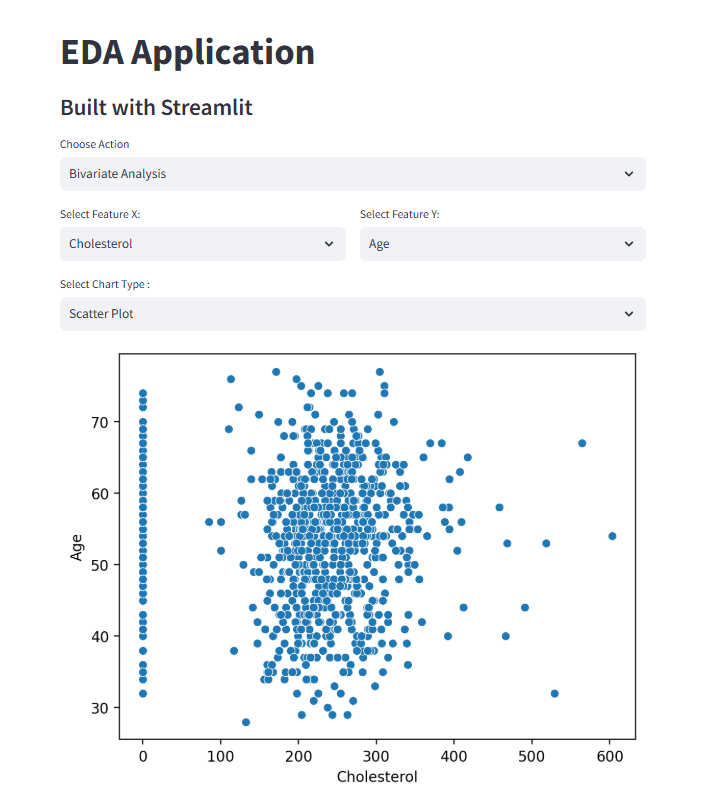 EDA Application
Built with Streamlit
Choose Action
Bivariate Analysis
Select Feature X:
Select Feature Y:
Cholesterol
Age
Select Chart Type :
Scatter Plot
70
60
50
40
30
Age
0 100 200 300 400 500 600
Cholesterol